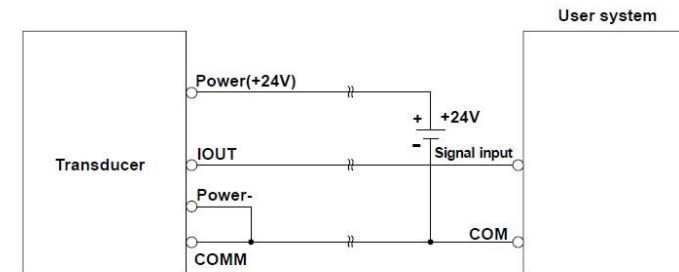 User system
Power(+24V)
+ +24V
-
Transducer
IOUT
Signal input
Power-
COM
COMM